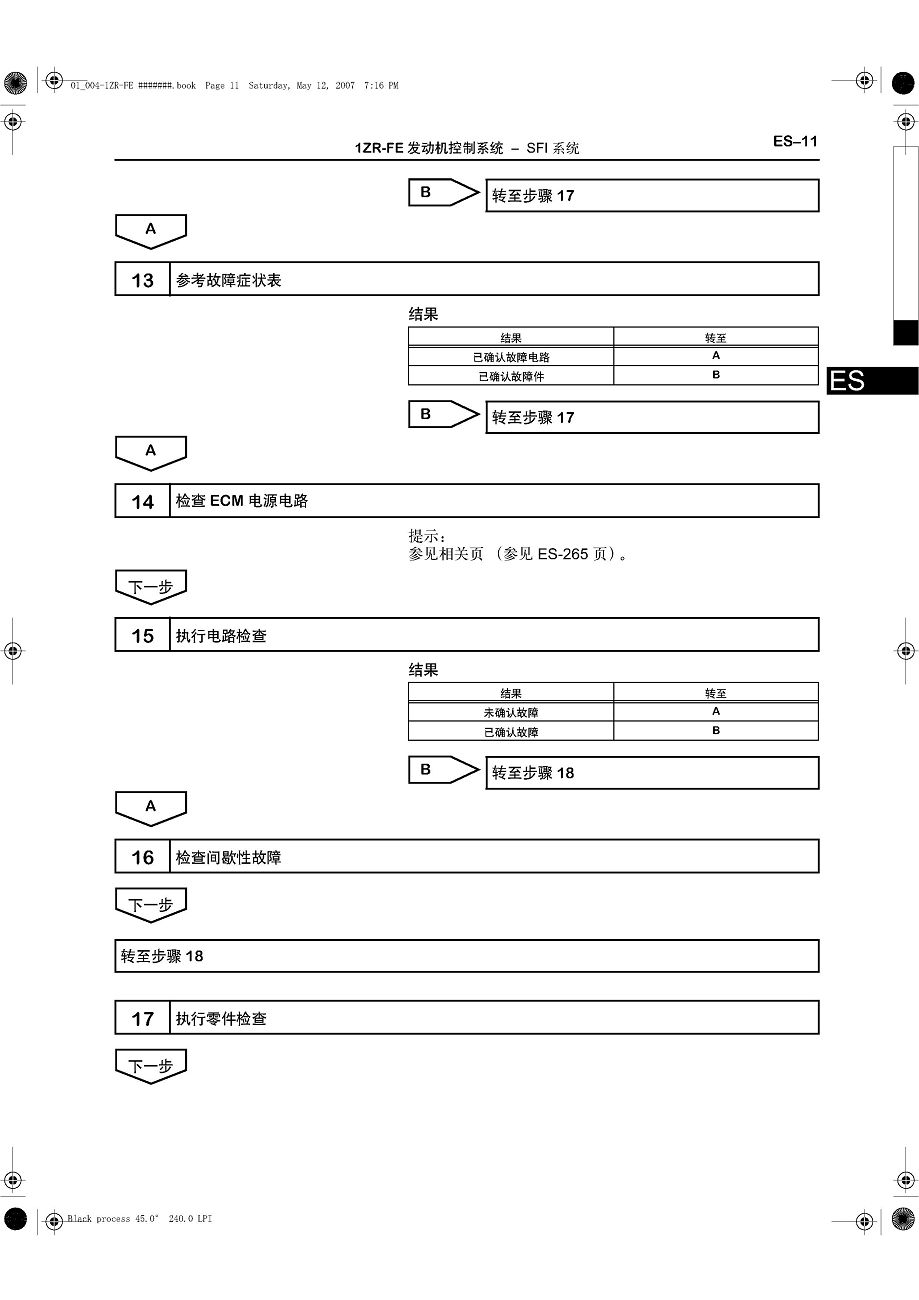 01_004-1ZR-FE #######.book Page 11 Saturday, May 12, 2007 7:16 PM
ES–11
1ZR-FE 发动机控制系统 – SFI 系统
B 转至步骤 17
A
13 参考故障症状表
结果
结果 转至
已确认故障电路 A
已确认故障件 B
ES
B 转至步骤 17
A
14 检查 ECM 电源电路
提示：
参见相关页 （参见 ES-265 页）。
下一步
15 执行电路检查
结果
结果 转至
未确认故障 A
已确认故障 B
B 转至步骤 18
A
16 检查间歇性故障
下一步
转至步骤 18
17 执行零件检查
下一步
Black process 45.0° 240.0 LPI